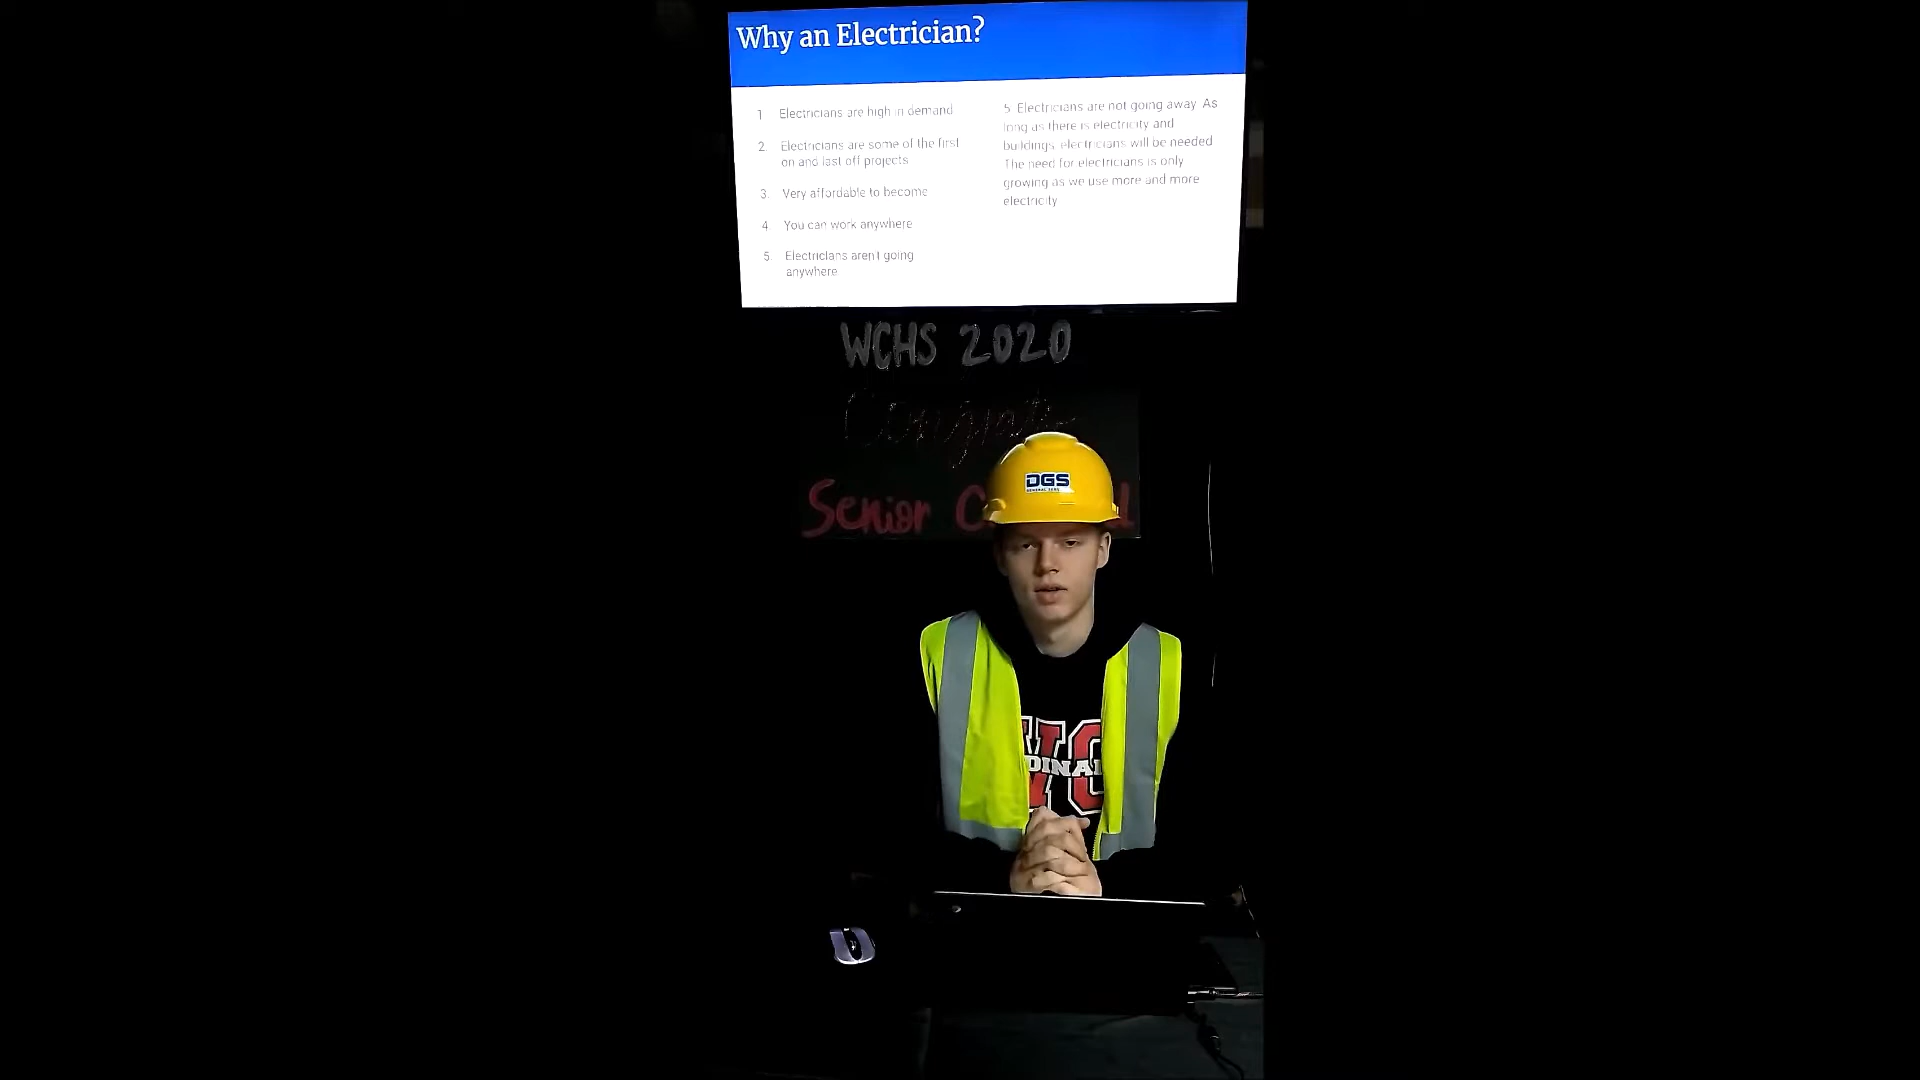 Why an Electrician?
1 Electricians are high in demand
2. Electricians are some of the first
on and last off projects
3. Very affordable to become
4. You can work anywhere
5. Electricians aren't going
anywhere
5 Electricians are not going away As
long as there is electricity and
buildings electricians will be needed
The need for electricians is only
growing as we use more and more
electricity
WCHS 2020
Senior
DGS
WC
DINAL